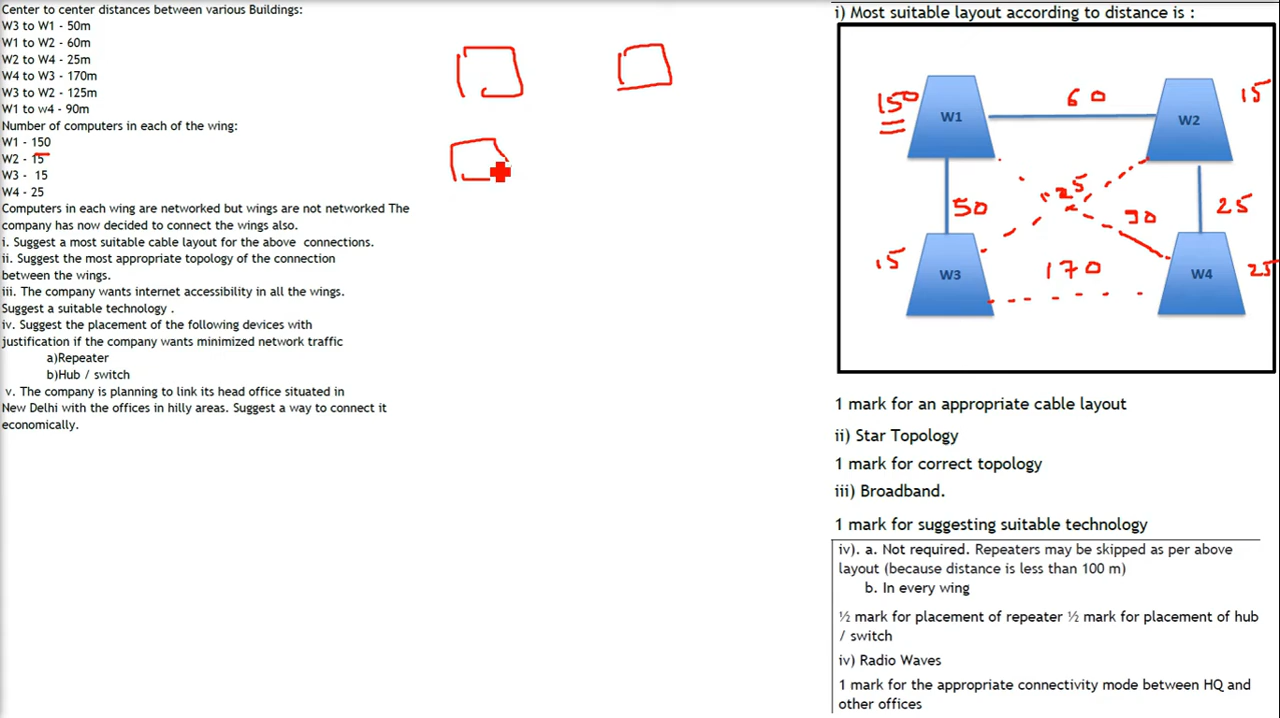 Center to center distances between various Buildings:
W3 to W1 - 50m
W1 to W2 - 60m
W2 to W4 - 25m
W4 to W3 - 170m
W3 to W2 - 125m
W1 to w4 - 90m
Number of computers in each of the wing:
W1 - 150
W2 - 15
W3 - 15
W4 - 25
Computers in each wing are networked but wings are not networked The
company has now decided to connect the wings also.
i. Suggest a most suitable cable layout for the above connections.
ii. Suggest the most appropriate topology of the connection
between the wings.
iii. The company wants internet accessibility in all the wings.
Suggest a suitable technology .
iv. Suggest the placement of the following devices with
justification if the company wants minimized network traffic
a)Repeater
b)Hub / switch
v. The company is planning to link its head office situated in
New Delhi with the offices in hilly areas. Suggest a way to connect it
economically.
i) Most suitable layout according to distance is :
150
W1
60
W2
15
50
25
90
25
15
W3
170
W4
25
1 mark for an appropriate cable layout
ii) Star Topology
1 mark for correct topology
iii) Broadband.
1 mark for suggesting suitable technology
iv). a. Not required. Repeaters may be skipped as per above
layout (because distance is less than 100 m)
b. In every wing
½ mark for placement of repeater ½ mark for placement of hub
/ switch
iv) Radio Waves
1 mark for the appropriate connectivity mode between HQ and
other offices